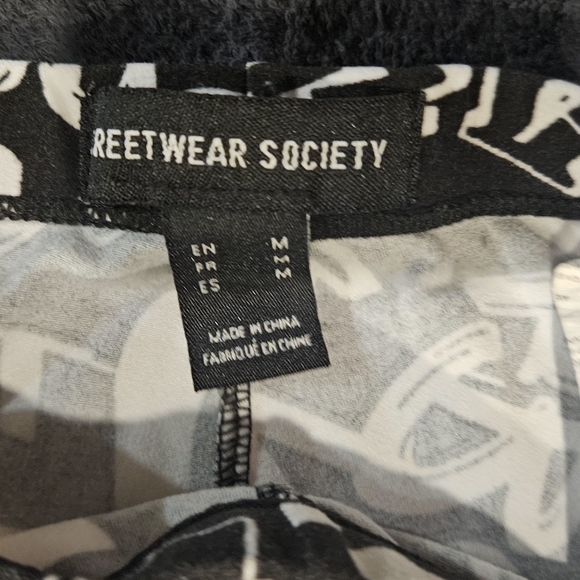 REETWEAR SOCIETY
EN M
FR M
ES M
MADE IN CHINA
FABRIQUÉ EN CHINE